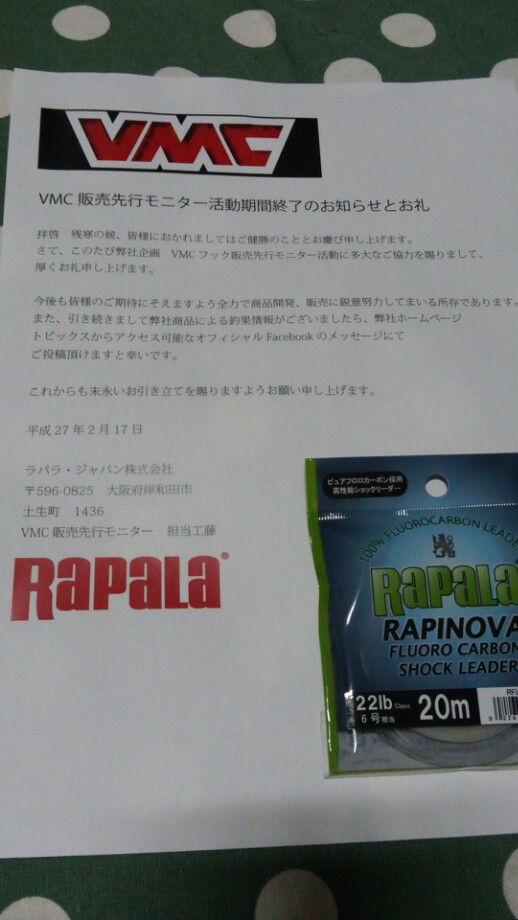 VMC
VMC 販売先行モニター活動期間終了のお知らせとお礼
拝啓　残寒の候、皆様におかれましてはご健勝のこととお慶び申し上げます。
さて、このたび弊社企画　VMCフック販売先行モニター活動に多大なご協力を賜りまして、
厚くお礼申し上げます。
今後も皆様のご期待にそえますよう全力で商品開発、販売に鋭意努力してまいる所存であります。
また、引き続きまして弊社商品による釣果情報がございましたら、弊社ホームページ
トピックスからアクセス可能なオフィシャル Facebook のメッセージにて
ご投稿頂けますと幸いです。
これからも末永いお引き立てを賜りますようお願い申し上げます。
平成 27 年 2 月 17 日
ラパラ・ジャパン株式会社
〒596-0825　大阪府岸和田市
土生町　1436
VMC 販売先行モニター　担当工藤
Rapala®
ピュアフロロカーボン採用
高性能ショックリーダー
100% FLUOROCARBON LEADE
Rapala
RAPINOVA
FLUORO CARBON
SHOCK LEADER
22lb Class
6号相当
20m